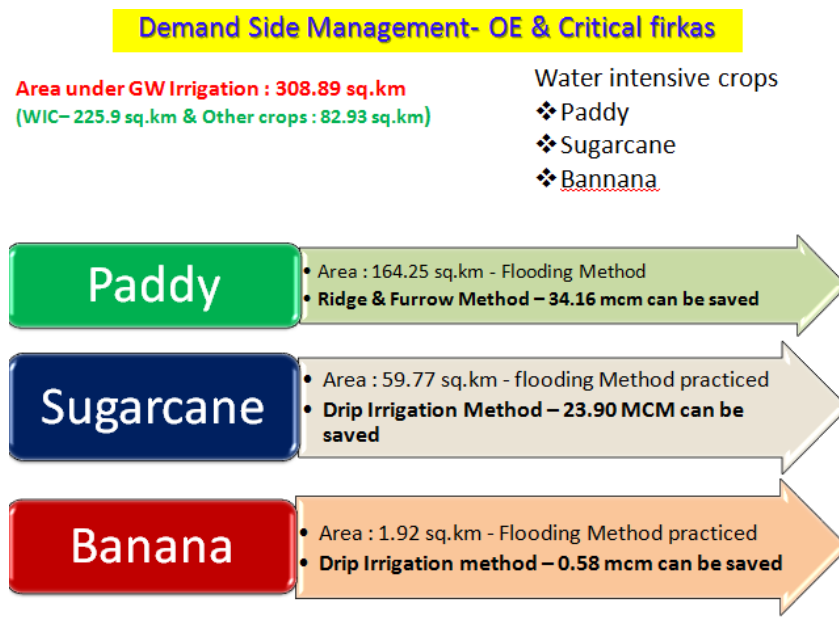 Demand Side Management- OE & Critical firkas
Area under GW Irrigation : 308.89 sq.km
(WIC– 225.9 sq.km & Other crops : 82.93 sq.km)
Water intensive crops
❖Paddy
❖Sugarcane
❖Bannana
Paddy
• Area : 164.25 sq.km - Flooding Method
• Ridge & Furrow Method – 34.16 mcm can be saved
Sugarcane
• Area : 59.77 sq.km - flooding Method practiced
• Drip Irrigation Method – 23.90 MCM can be
saved
Banana
• Area : 1.92 sq.km - Flooding Method practiced
• Drip Irrigation method – 0.58 mcm can be saved